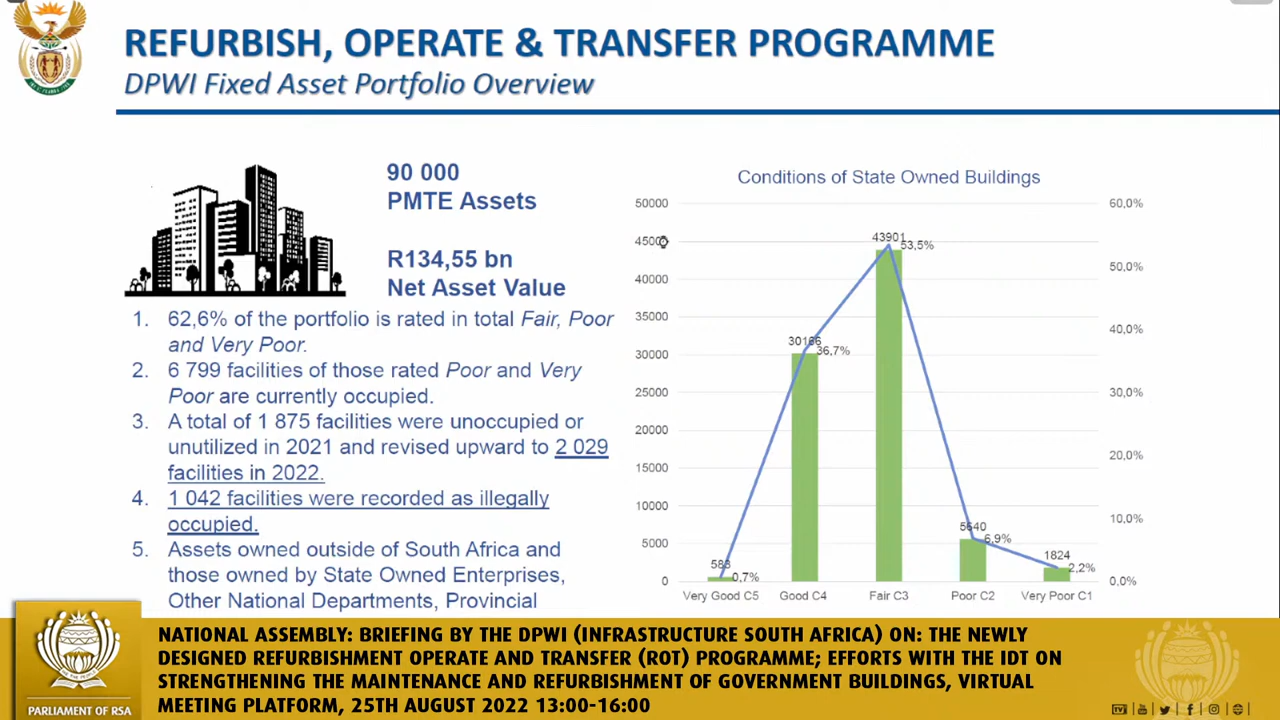 REFURBISH, OPERATE & TRANSFER PROGRAMME
DPWI Fixed Asset Portfolio Overview
90 000
PMTE Assets
R134,55 bn
Net Asset Value
1. 62,6% of the portfolio is rated in total Fair, Poor
and Very Poor.
2. 6 799 facilities of those rated Poor and Very
Poor are currently occupied.
3. A total of 1 875 facilities were unoccupied or
unutilized in 2021 and revised upward to 2 029
facilities in 2022.
4. 1 042 facilities were recorded as illegally
occupied.
5. Assets owned outside of South Africa and
those owned by State Owned Enterprises,
Other National Departments, Provincial
Conditions of State Owned Buildings
50000
45000
40000
35000
30000
25000
20000
15000
10000
5000
0
60,0%
50,0%
40,0%
30,0%
20,0%
10,0%
0,0%
583
0,7%
30166
36,7%
43901
53,5%
5640
6,9%
1824
2,2%
Very Good C5
Good C4
Fair C3
Poor C2
Very Poor C1
NATIONAL ASSEMBLY: BRIEFING BY THE DPWI (INFRASTRUCTURE SOUTH AFRICA) ON: THE NEWLY
DESIGNED REFURBISHMENT OPERATE AND TRANSFER (ROT) PROGRAMME; EFFORTS WITH THE IDT ON
STRENGTHENING THE MAINTENANCE AND REFURBISHMENT OF GOVERNMENT BUILDINGS, VIRTUAL
MEETING PLATFORM, 25TH AUGUST 2022 13:00-16:00
PARLIAMENT OF RSA